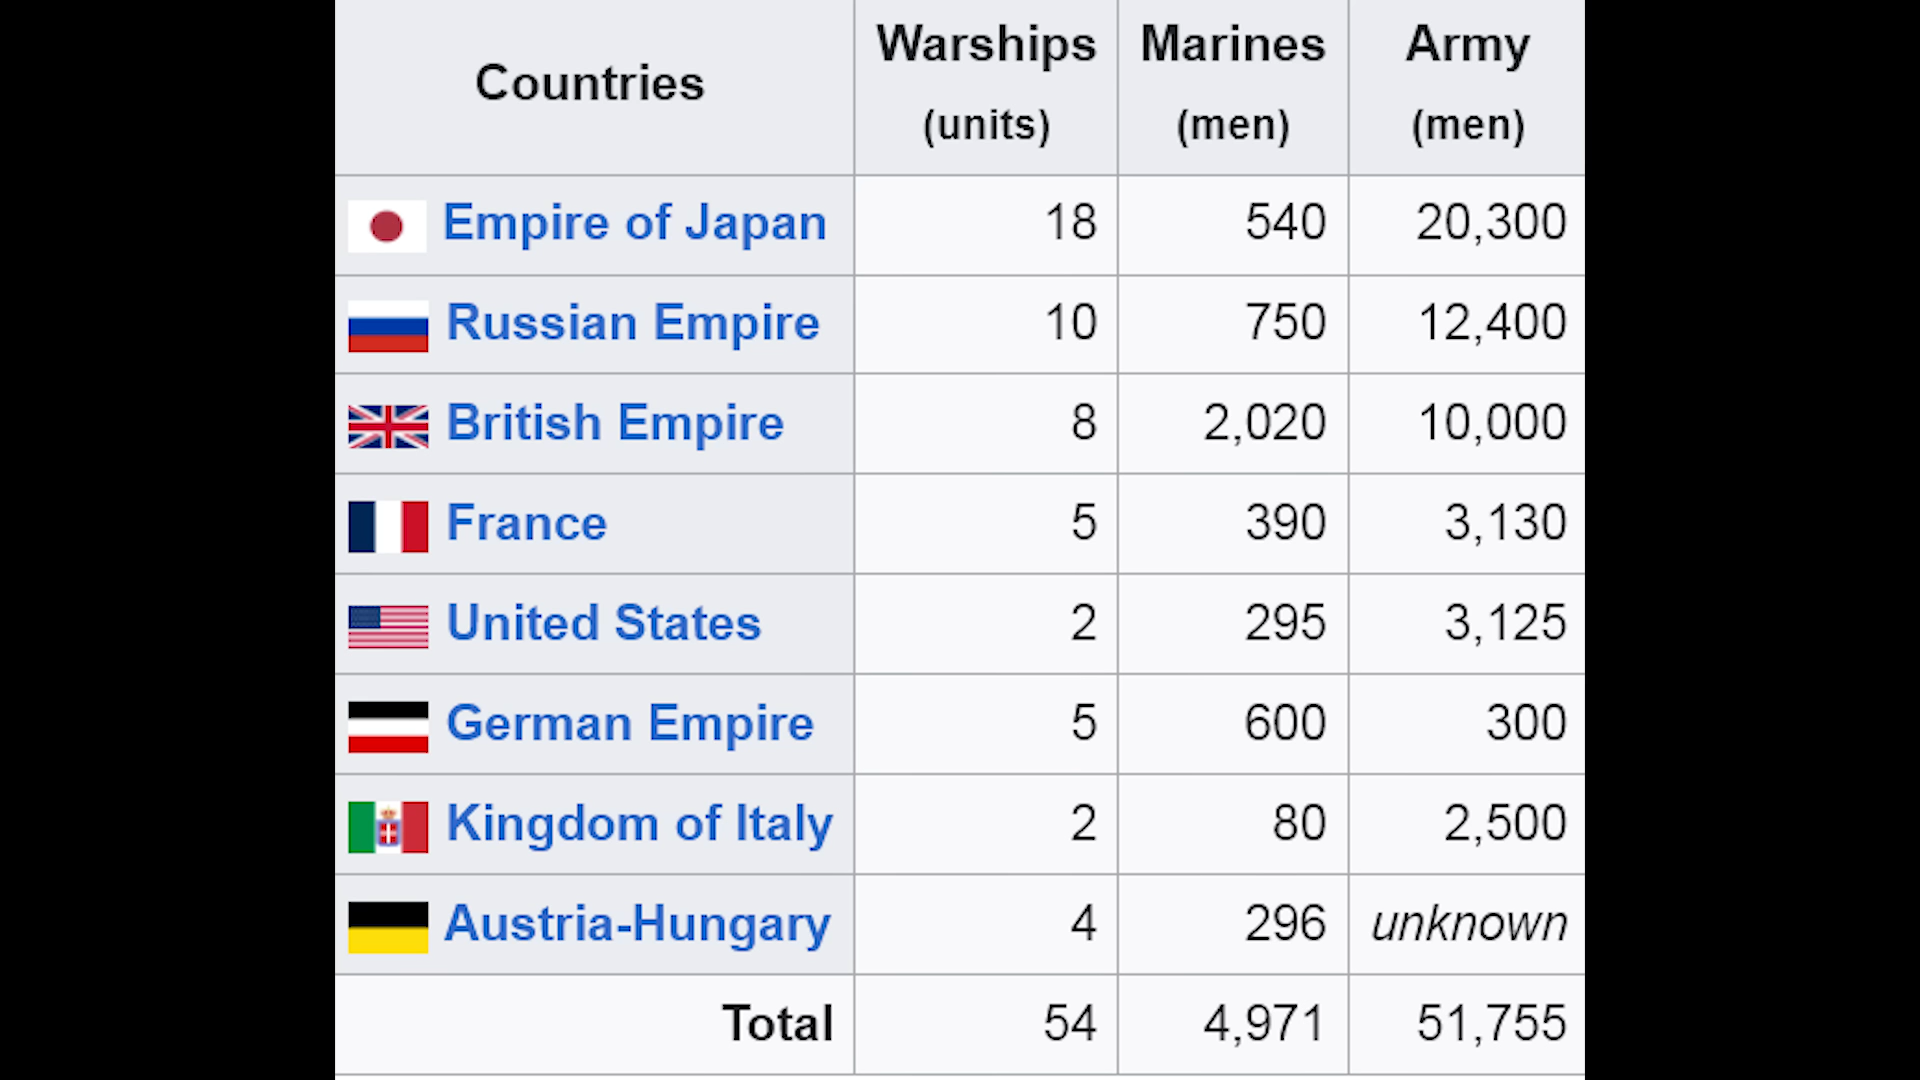 Countries Warships Marines Army
(units) (men) (men)
Empire of Japan 18 540 20,300
Russian Empire 10 750 12,400
British Empire 8 2,020 10,000
France 5 390 3,130
United States 2 295 3,125
German Empire 5 600 300
Kingdom of Italy 2 80 2,500
Austria-Hungary 4 296 unknown
Total 54 4,971 51,755